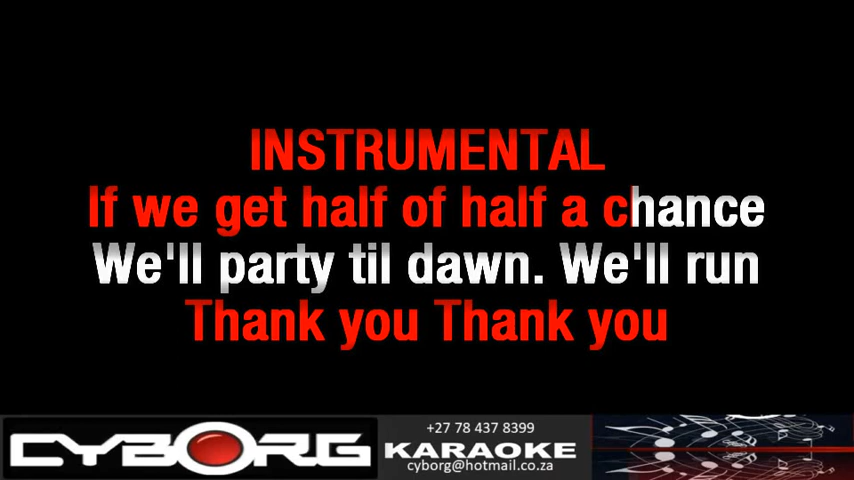 INSTRUMENTAL
If we get half of half a chance
We'll party til dawn. We'll run
Thank you Thank you
CYBORG
+27 78 437 8399
KARAOKE
cyborg@hotmail.co.za